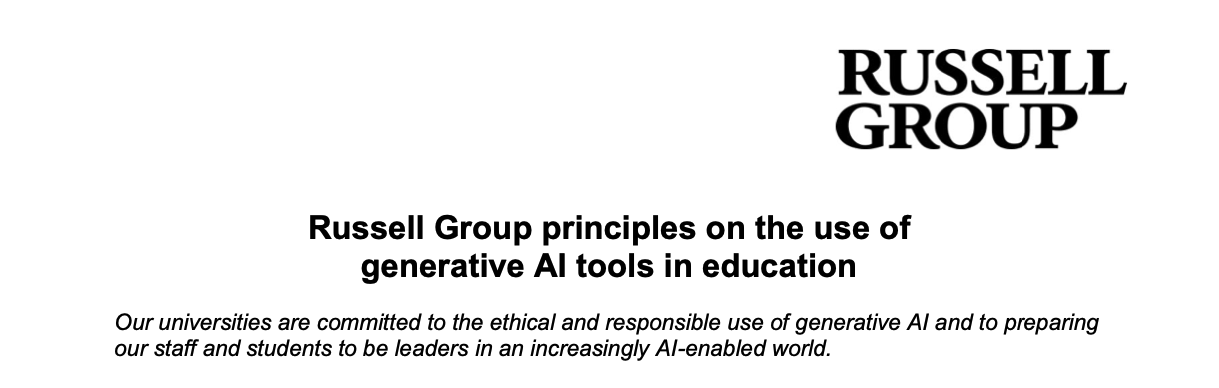 RUSSELL
GROUP
Russell Group principles on the use of
generative AI tools in education
Our universities are committed to the ethical and responsible use of generative AI and to preparing
our staff and students to be leaders in an increasingly AI-enabled world.